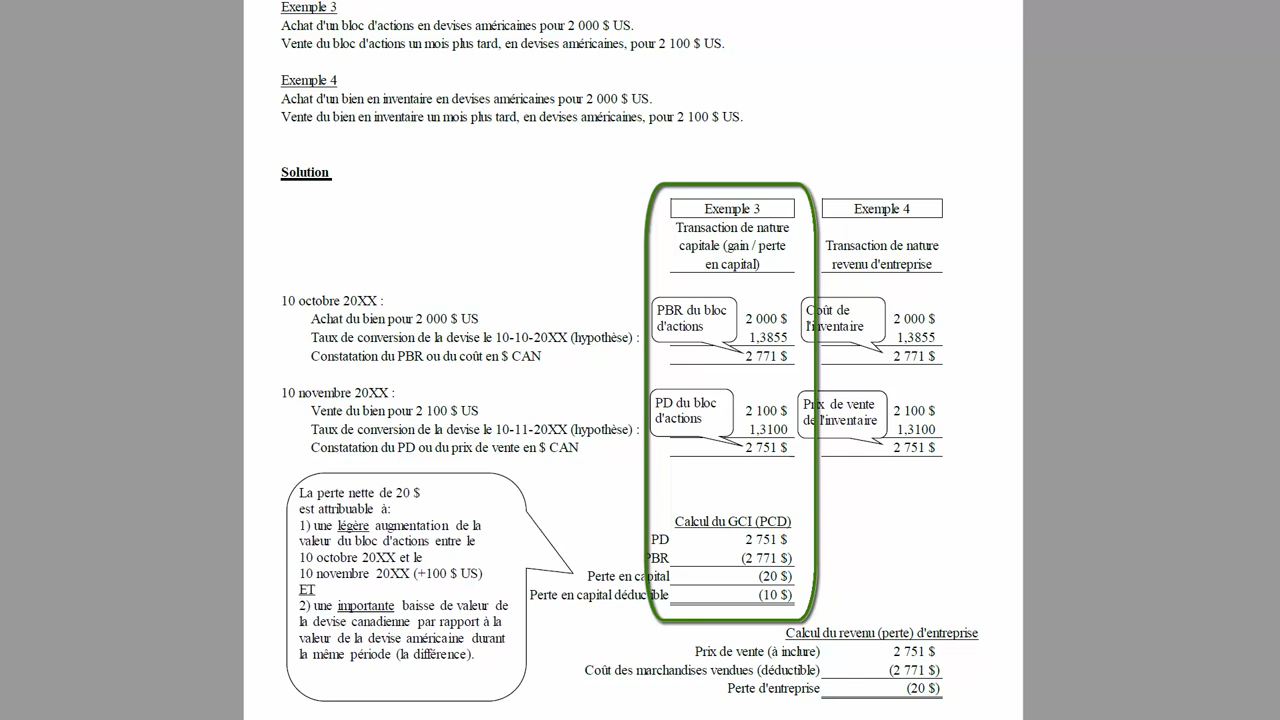 Exemple 3
Achat d'un bloc d'actions en devises américaines pour 2 000 $ US.
Vente du bloc d'actions un mois plus tard, en devises américaines, pour 2 100 $ US.
Exemple 4
Achat d'un bien en inventaire en devises américaines pour 2 000 $ US.
Vente du bien en inventaire un mois plus tard, en devises américaines, pour 2 100 $ US.
Solution
Exemple 3 Exemple 4
Transaction de nature
capitale (gain / perte
en capital)
Transaction de nature
revenu d'entreprise
10 octobre 20XX :
PBR du bloc
d'actions
Coût de
l'inventaire
Achat du bien pour 2 000 $ US 2 000 $ 2 000 $
Taux de conversion de la devise le 10-10-20XX (hypothèse) : 1,3855 1,3855
Constatation du PBR ou du coût en $ CAN 2 771 $ 2 771 $
10 novembre 20XX :
PD du bloc
d'actions
Prix de vente
de l'inventaire
Vente du bien pour 2 100 $ US 2 100 $ 2 100 $
Taux de conversion de la devise le 10-11-20XX (hypothèse) : 1,3100 1,3100
Constatation du PD ou du prix de vente en $ CAN 2 751 $ 2 751 $
La perte nette de 20 $
est attribuable à:
1) une légère augmentation de la
valeur du bloc d'actions entre le
10 octobre 20XX et le
10 novembre 20XX (+100 $ US)
ET
2) une importante baisse de valeur de
la devise canadienne par rapport à la
valeur de la devise américaine durant
la même période (la différence).
Calcul du GCI (PCD)
PD 2 751 $
PBR (2 771 $)
Perte en capital (20 $)
Perte en capital déductible (10 $)
Calcul du revenu (perte) d'entreprise
Prix de vente (à inclure) 2 751 $
Coût des marchandises vendues (déductible) (2 771 $)
Perte d'entreprise (20 $)